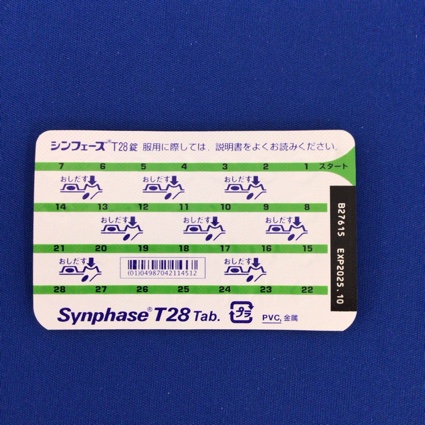 シンフェーズ®T28錠 服用に際しては、説明書をよくお読みください。
7 6 5 4 3 2 1 スタート
おしだす おしだす おしだす
14 13 12 11 10 9 8
おしだす おしだす おしだす
21 20 19 18 17 16 15
おしだす おしだす
(01)04987042114512
28 27 26 25 24 23 22
Synphase® T28 Tab.
プラ
PVC, 金属
B27615 EXP2025.10